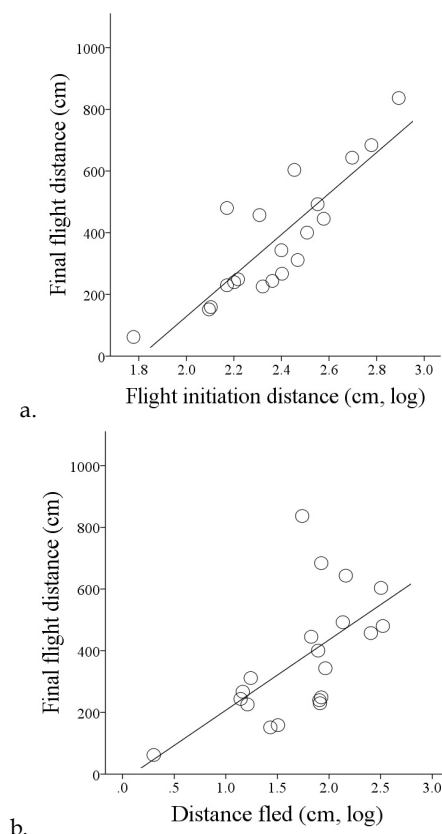 1000
800
600
400
200
0
Final flight distance (cm)
1.8 2.0 2.2 2.4 2.6 2.8 3.0
Flight initiation distance (cm, log)
a.
1000
800
600
400
200
0
Final flight distance (cm)
.0 .5 1.0 1.5 2.0 2.5 3.0
Distance fled (cm, log)
b.